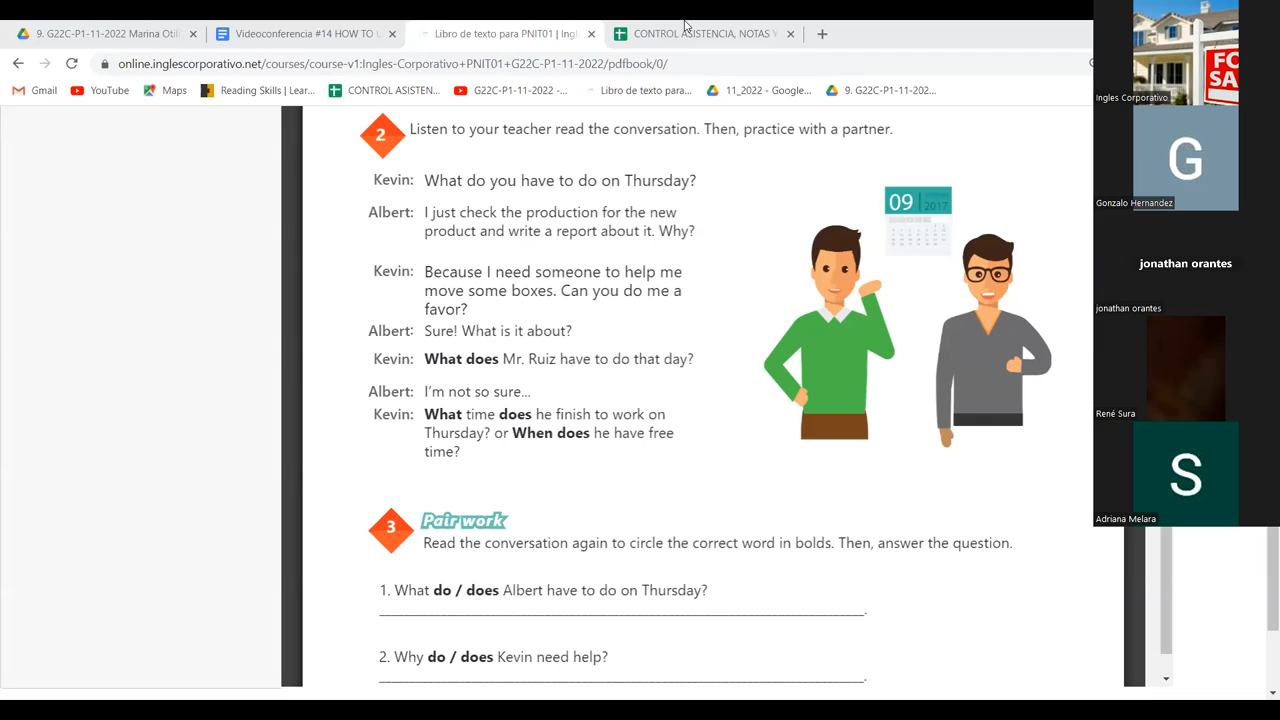 9. G22C-P1-11-2022 Marina Otili
Videoconferencia #14 HOW TO U
Libro de texto para PNIT01 | Ingl
CONTROL ASISTENCIA, NOTAS
online.inglescorporativo.net/courses/course-v1:Ingles-Corporativo+PNIT01+G22C-P1-11-2022/pdfbook/0/
Gmail
YouTube
Maps
Reading Skills | Lear...
CONTROL ASISTEN...
G22C-P1-11-2022 -...
Libro de texto para...
11_2022 - Google...
9. G22C-P1-11-202...
2
Listen to your teacher read the conversation. Then, practice with a partner.
Kevin: What do you have to do on Thursday?
Albert: I just check the production for the new
product and write a report about it. Why?
Kevin: Because I need someone to help me
move some boxes. Can you do me a
favor?
Albert: Sure! What is it about?
Kevin: What does Mr. Ruiz have to do that day?
Albert: I'm not so sure...
Kevin: What time does he finish to work on
Thursday? or When does he have free
time?
09
2017
3
Pair work
Read the conversation again to circle the correct word in bolds. Then, answer the question.
1. What do / does Albert have to do on Thursday?
2. Why do / does Kevin need help?
FO
SA
Ingles Corporativo
G
Gonzalo Hernandez
jonathan orantes
jonathan orantes
René Sura
S
Adriana Melara